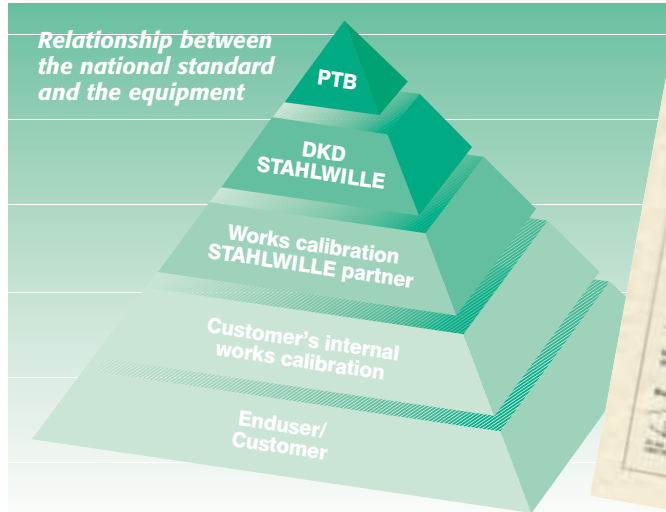 Relationship between
the national standard
and the equipment
PTB
DKD
STAHLWILLE
Works calibration
STAHLWILLE partner
Customer's internal
works calibration
Enduser/
Customer